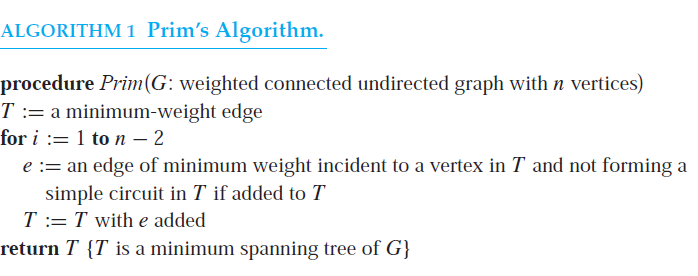 ALGORITHM 1 Prim's Algorithm.
procedure Prim(G: weighted connected undirected graph with n vertices)
T := a minimum-weight edge
for i := 1 to n − 2
e := an edge of minimum weight incident to a vertex in T and not forming a
simple circuit in T if added to T
T := T with e added
return T {T is a minimum spanning tree of G}